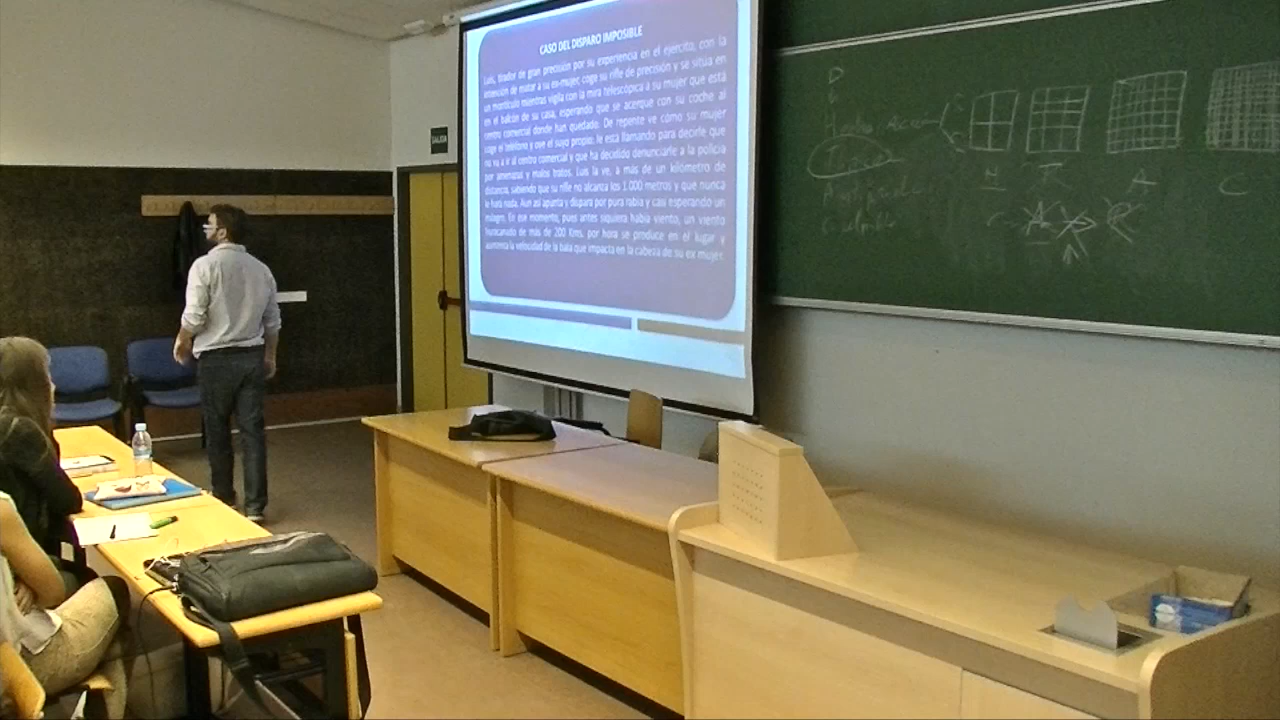 CASO DEL DISPARO IMPOSIBLE
Luis, tirador de gran precisión por su experiencia en el ejercito, con la
intención de matar a su ex-mujer, coge su rifle de precisión y se situa en
un montículo mientras vigila con la mira telescópica a su mujer que está
en el balcón de su casa, esperando que se acerque con su coche al
centro comercial donde han quedado. De repente ve cómo su mujer
coge el teléfono y oye el suyo propio; le esta llamando para decirle que
no va a ir al centro comercial y que ha decidido denunciarle a la policía
por amenazas y malos tratos. Luis la ve, a más de un kilómetro de
distancia, sabiendo que su rifle no alcanza los 1.000 metros y que nunca
le hará nada. Aun así apunta y dispara por pura rabia y casi esperando un
milagro. En ese momento, pues antes siquiera había viento, un viento
huracanado de más de 200 Kms. por hora se produce en el lugar y
aumenta la velocidad de la bala que impacta en la cabeza de su ex mujer.
SALIDA
D
M
A
C